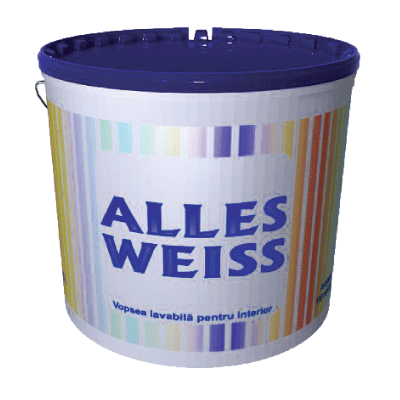 ALLES
WEISS
Vopsea lavabilă pentru interior